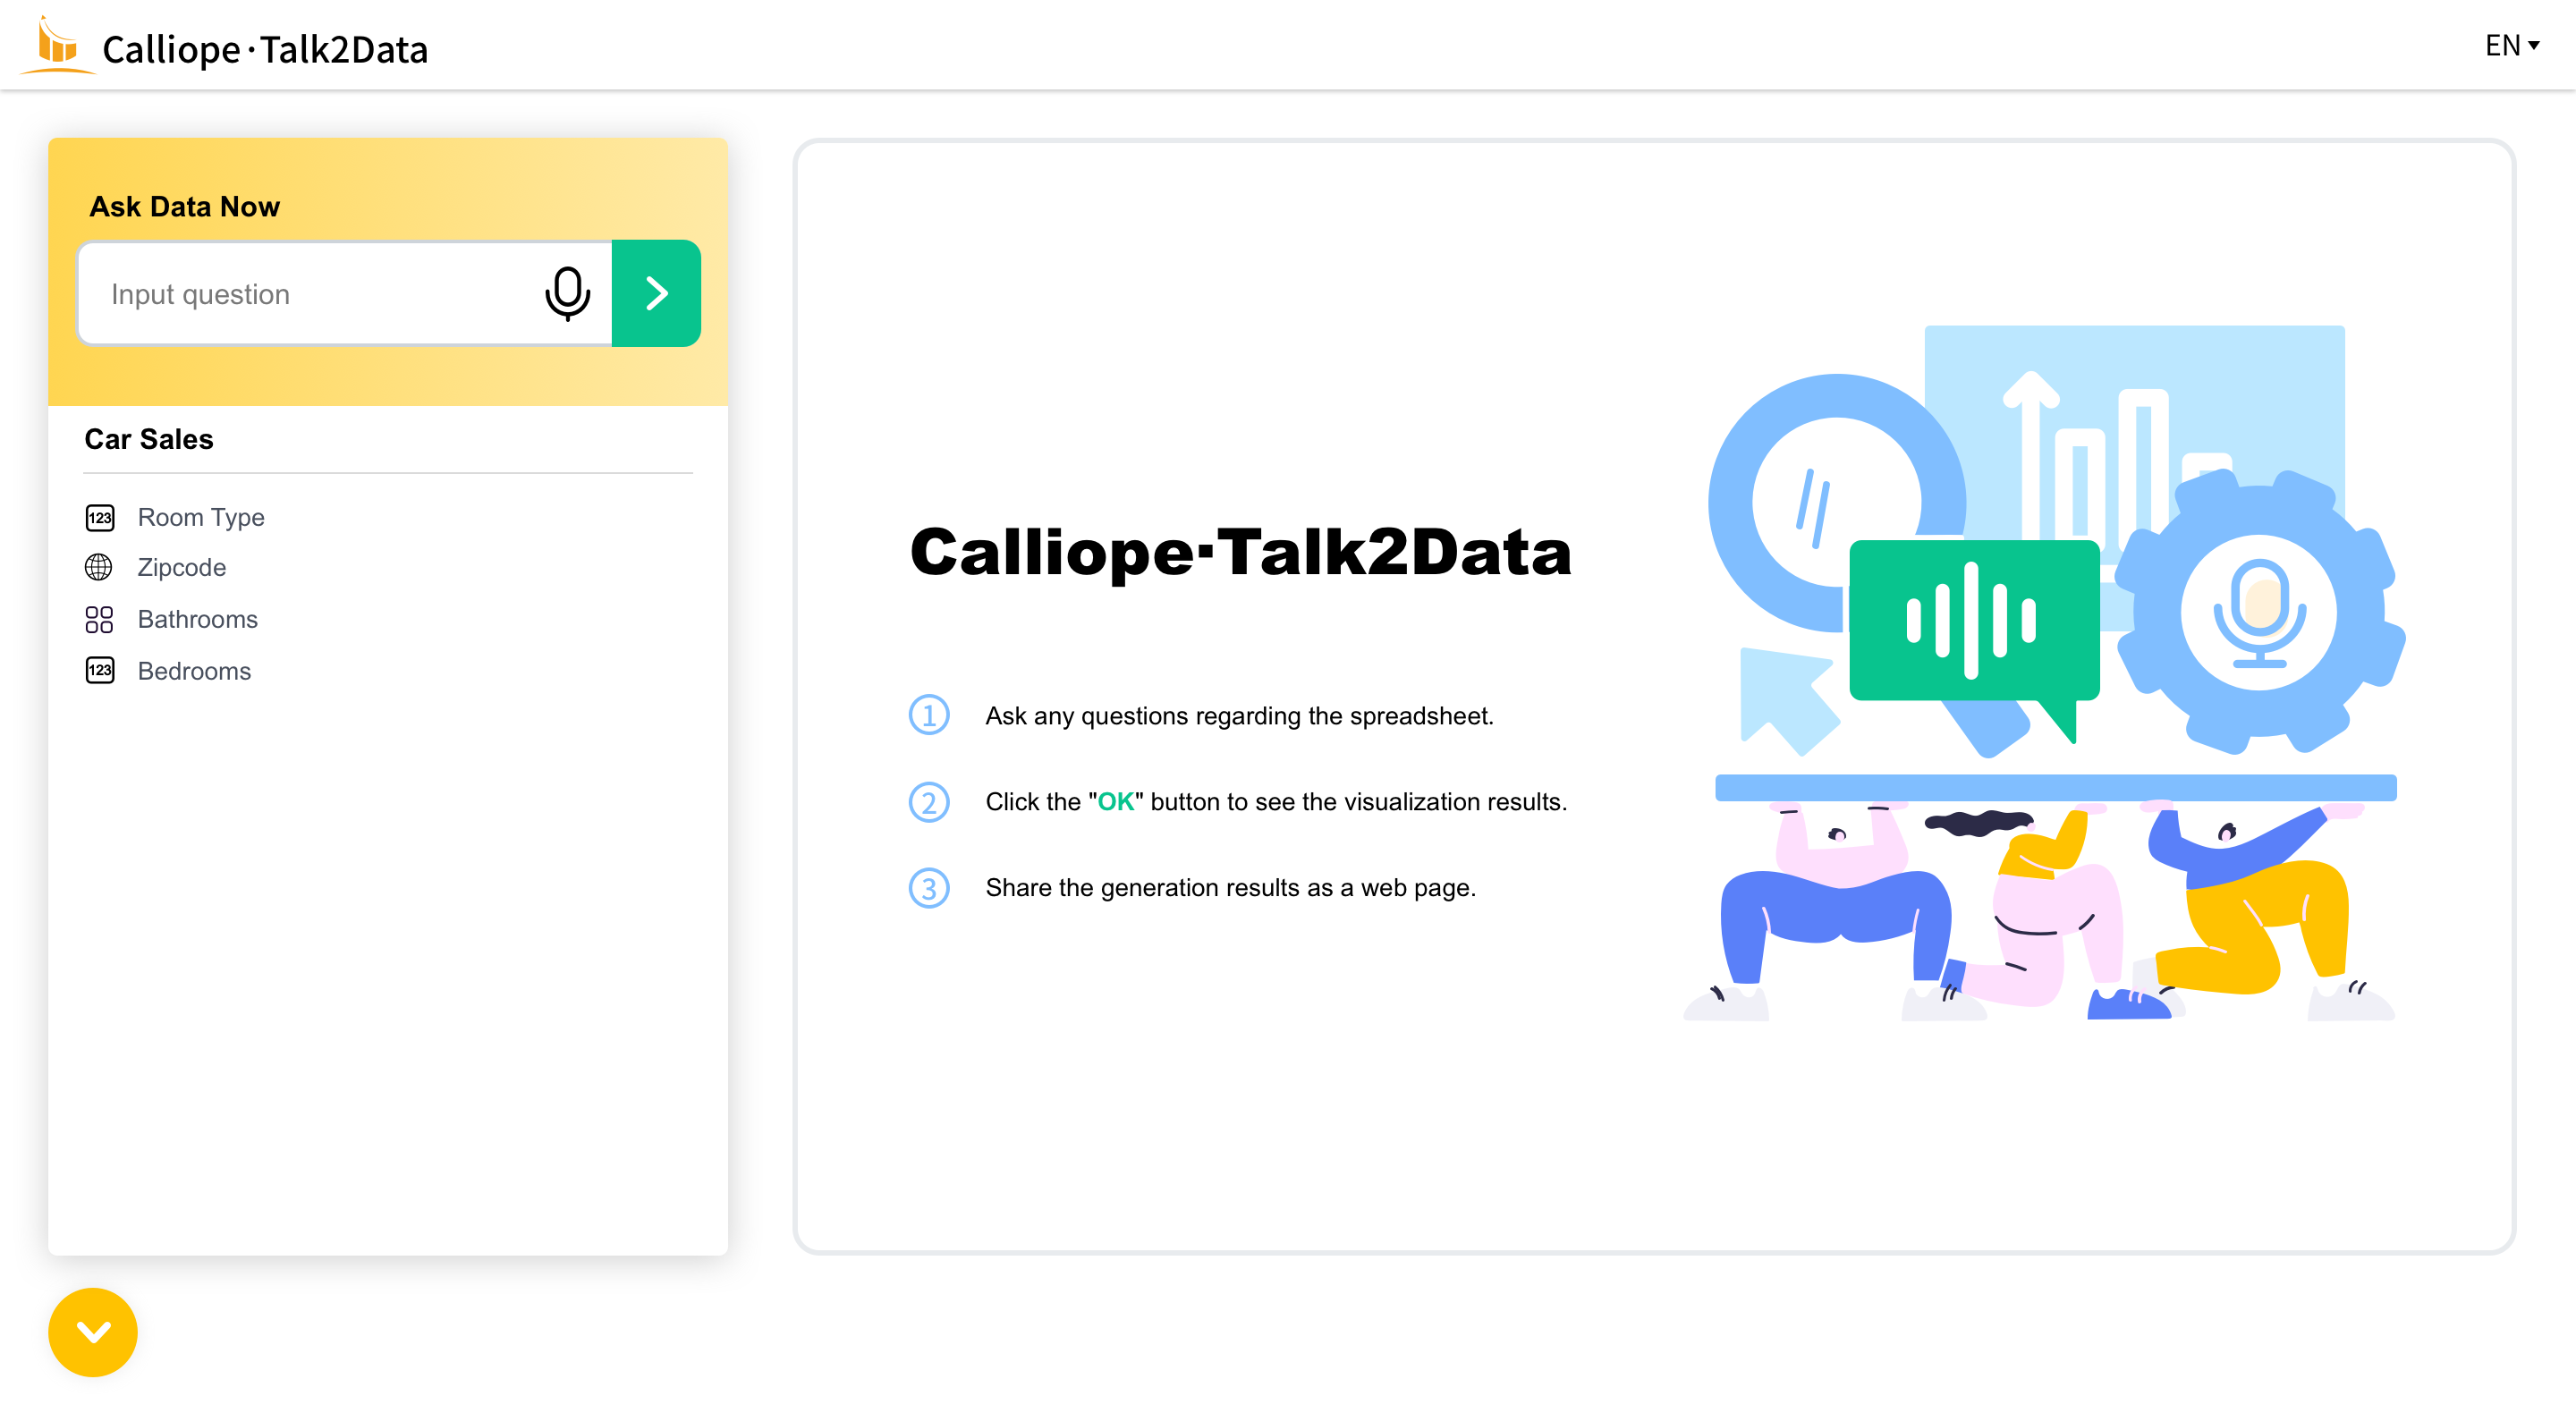 Calliope·Talk2Data
EN
Ask Data Now
Input question
Car Sales
123 Room Type
Zipcode
Bathrooms
123 Bedrooms
Calliope·Talk2Data
1 Ask any questions regarding the spreadsheet.
2 Click the "OK" button to see the visualization results.
3 Share the generation results as a web page.